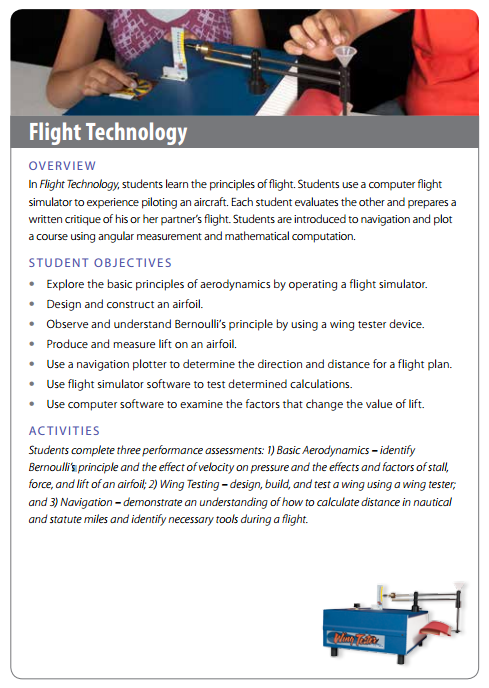 Flight Technology
OVERVIEW
In Flight Technology, students learn the principles of flight. Students use a computer flight
simulator to experience piloting an aircraft. Each student evaluates the other and prepares a
written critique of his or her partner's flight. Students are introduced to navigation and plot
a course using angular measurement and mathematical computation.
STUDENT OBJECTIVES
• Explore the basic principles of aerodynamics by operating a flight simulator.
• Design and construct an airfoil.
• Observe and understand Bernoulli's principle by using a wing tester device.
• Produce and measure lift on an airfoil.
• Use a navigation plotter to determine the direction and distance for a flight plan.
• Use flight simulator software to test determined calculations.
• Use computer software to examine the factors that change the value of lift.
ACTIVITIES
Students complete three performance assessments: 1) Basic Aerodynamics – identify
Bernoulli's principle and the effect of velocity on pressure and the effects and factors of stall,
force, and lift of an airfoil; 2) Wing Testing – design, build, and test a wing using a wing tester;
and 3) Navigation – demonstrate an understanding of how to calculate distance in nautical
and statute miles and identify necessary tools during a flight.
Wing Tester